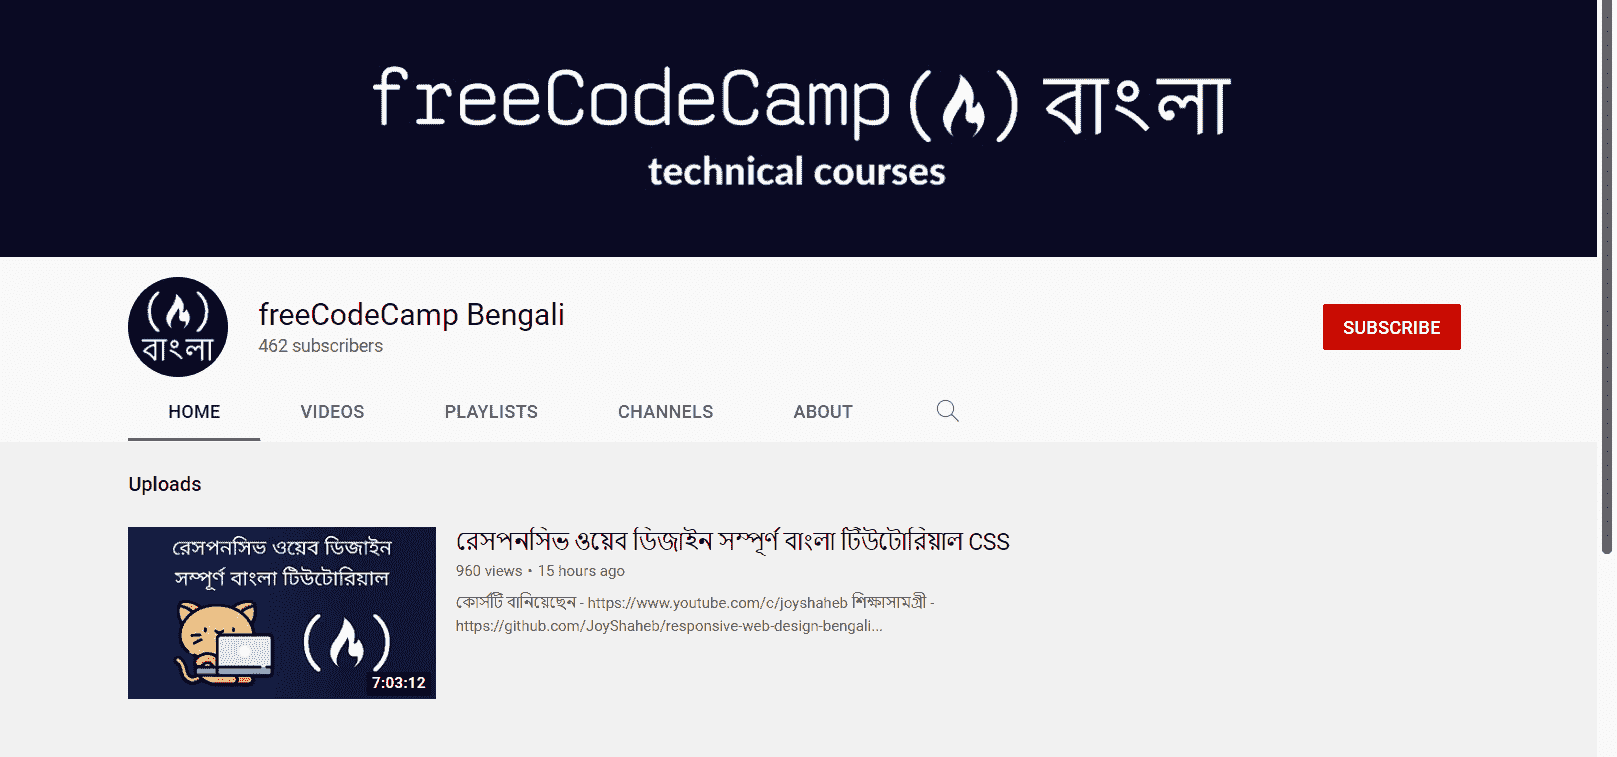 freeCodeCamp(🔥) বাংলা
technical courses
বাংলা
freeCodeCamp Bengali
462 subscribers
SUBSCRIBE
HOME VIDEOS PLAYLISTS CHANNELS ABOUT
Uploads
রেসপনসিভ ওয়েব ডিজাইন
সম্পূর্ণ বাংলা টিউটোরিয়াল
7:03:12
রেসপনসিভ ওয়েব ডিজাইন সম্পূর্ণ বাংলা টিউটোরিয়াল CSS
960 views • 15 hours ago
কোর্সটি বানিয়েছেন - https://www.youtube.com/c/joyshaheb শিক্ষাসামগ্রী -
https://github.com/JoyShaheb/responsive-web-design-bengali...